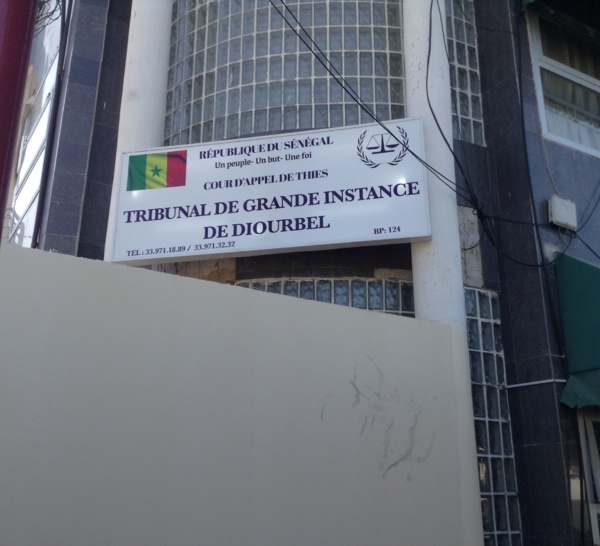 RÉPUBLIQUE DU SÉNÉGAL
Un peuple- Un but- Une foi
COUR D'APPEL DE THIES
TRIBUNAL DE GRANDE INSTANCE
DE DIOURBEL
BP: 124
TEL : 33.971.18.89 / 33.971.32.32